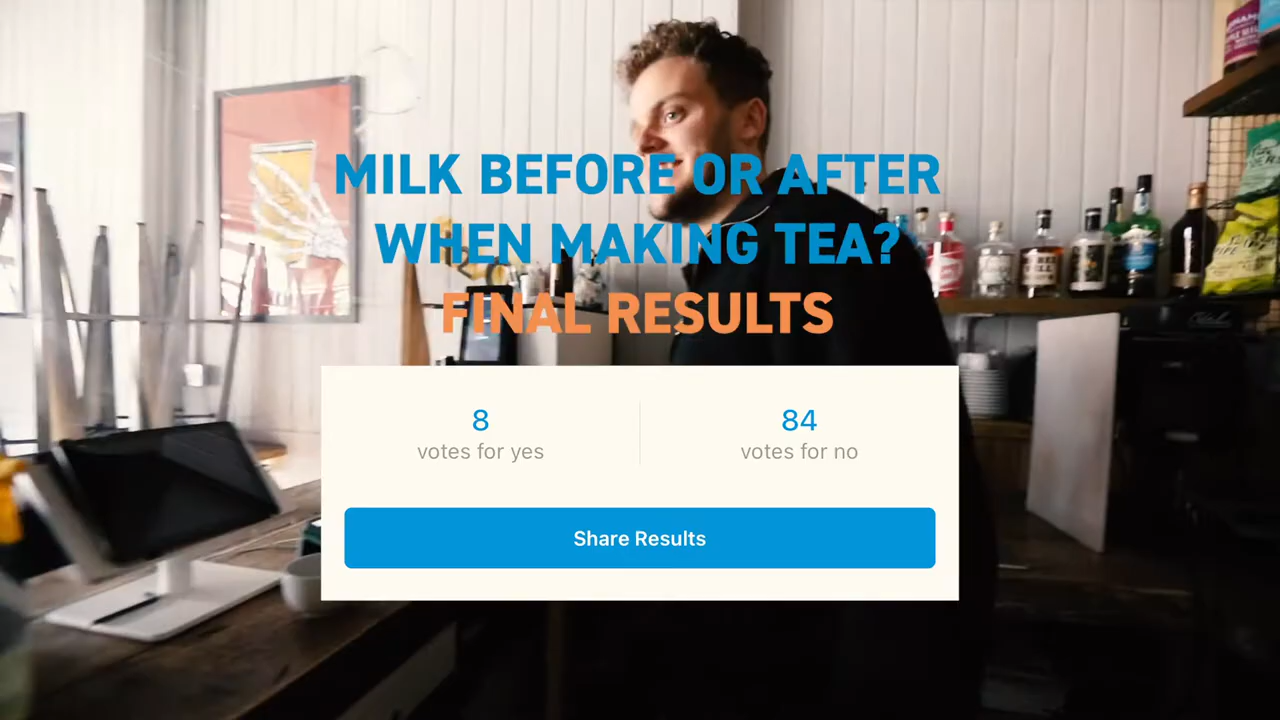 MILK BEFORE OR AFTER
WHEN MAKING TEA?
FINAL RESULTS
8
votes for yes
84
votes for no
Share Results